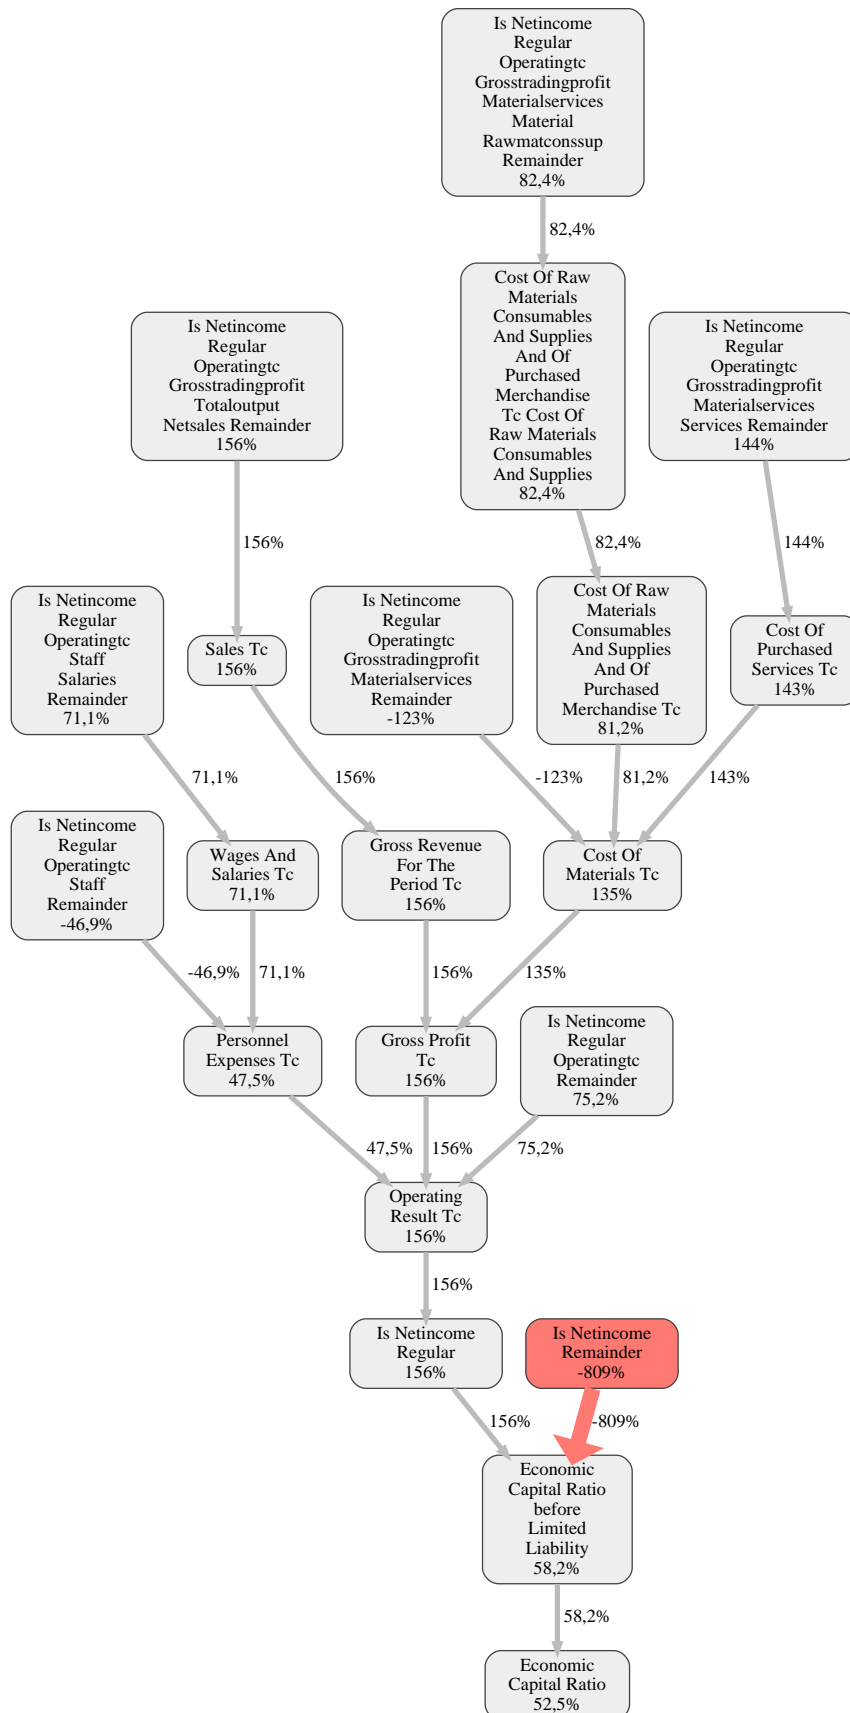 Is Netincome
Regular
Operatingtc
Grosstradingprofit
Materialservices
Material
Rawmatconssup
Remainder
82,4%
82,4%
Cost Of Raw
Materials
Consumables
And Supplies
And Of
Purchased
Merchandise
Tc Cost Of
Raw Materials
Consumables
And Supplies
82,4%
Is Netincome
Regular
Operatingtc
Grosstradingprofit
Totaloutput
Netsales Remainder
156%
Is Netincome
Regular
Operatingtc
Grosstradingprofit
Materialservices
Services Remainder
144%
156%
82,4%
144%
Is Netincome
Regular
Operatingtc
Staff
Salaries
Remainder
71,1%
Sales Tc
156%
Is Netincome
Regular
Operatingtc
Grosstradingprofit
Materialservices
Remainder
-123%
Cost Of Raw
Materials
Consumables
And Supplies
And Of
Purchased
Merchandise Tc
81,2%
Cost Of
Purchased
Services Tc
143%
71,1%
156%
-123%
81,2%
143%
Is Netincome
Regular
Operatingtc
Staff
Remainder
-46,9%
Wages And
Salaries Tc
71,1%
Gross Revenue
For The
Period Tc
156%
Cost Of
Materials Tc
135%
-46,9%
71,1%
156%
135%
Personnel
Expenses Tc
47,5%
Gross Profit
Tc
156%
Is Netincome
Regular
Operatingtc
Remainder
75,2%
47,5%
156%
75,2%
Operating
Result Tc
156%
156%
Is Netincome
Regular
156%
Is Netincome
Remainder
-809%
156%
-809%
Economic
Capital Ratio
before
Limited
Liability
58,2%
58,2%
Economic
Capital Ratio
52,5%